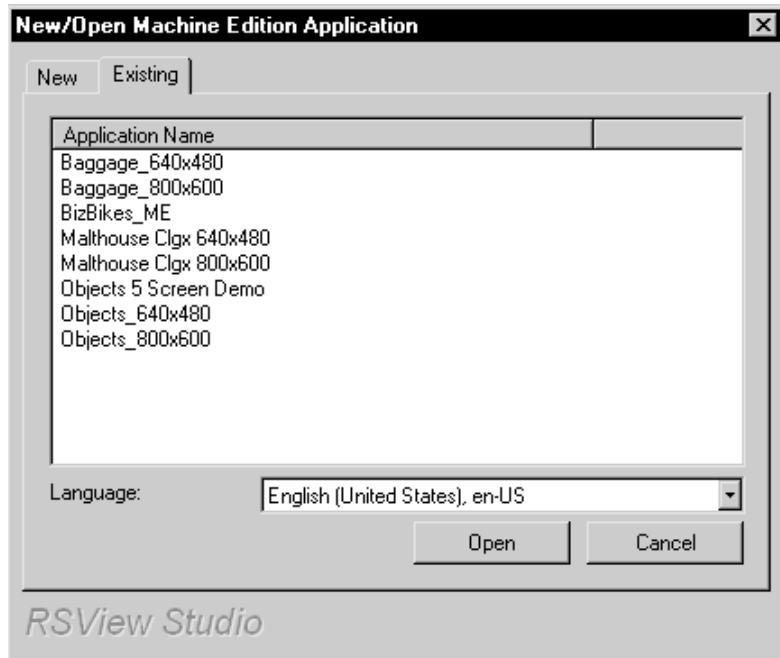 New/Open Machine Edition Application
New
Existing
Application Name
Baggage_640x480
Baggage_800x600
BizBikes_ME
Malthouse Clgx 640x480
Malthouse Clgx 800x600
Objects 5 Screen Demo
Objects_640x480
Objects_800x600
Language:
English (United States), en-US
Open
Cancel
RSView Studio